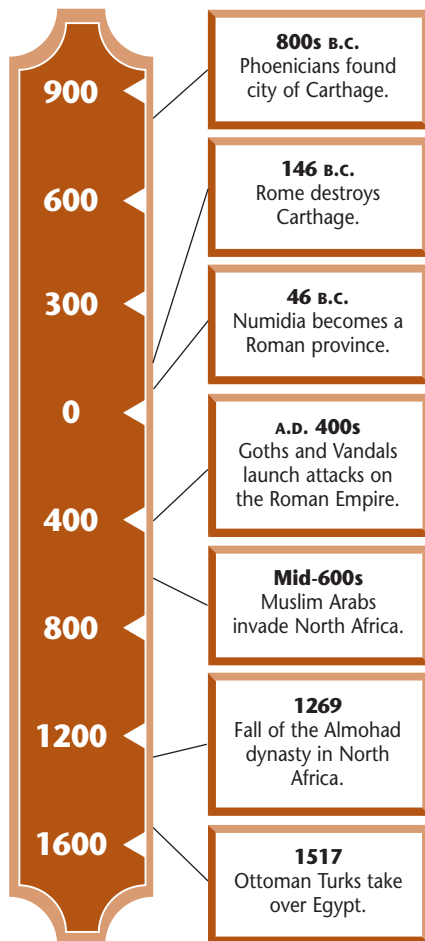 900
600
300
0
400
800
1200
1600
800s B.C.
Phoenicians found
city of Carthage.
146 B.C.
Rome destroys
Carthage.
46 B.C.
Numidia becomes a
Roman province.
A.D. 400s
Goths and Vandals
launch attacks on
the Roman Empire.
Mid-600s
Muslim Arabs
invade North Africa.
1269
Fall of the Almohad
dynasty in North
Africa.
1517
Ottoman Turks take
over Egypt.